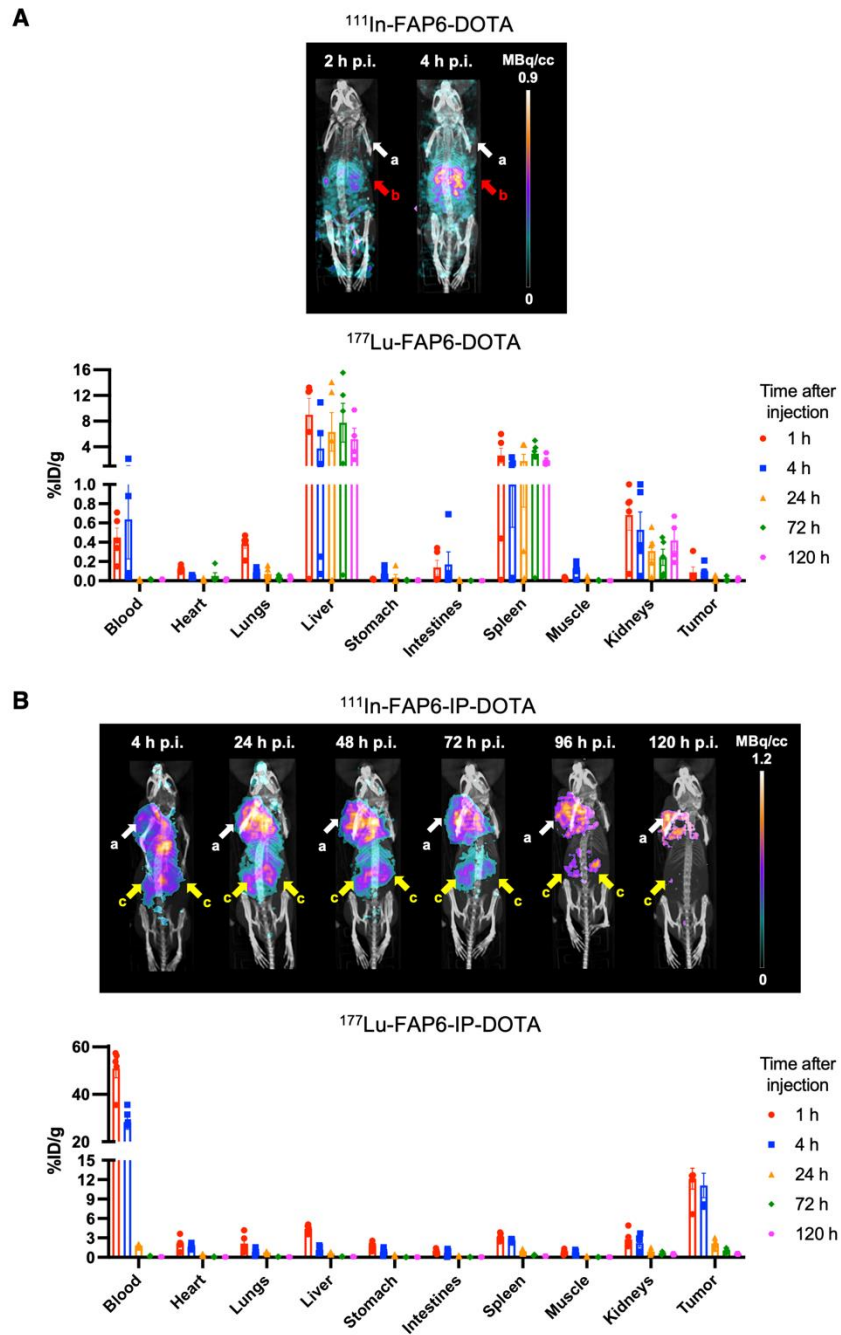 A
¹¹¹In-FAP6-DOTA
2 h p.i. 4 h p.i. MBq/cc
0.9
a a
b b
0
¹⁷⁷Lu-FAP6-DOTA
16
12
8
4
1.0
0.8
0.6
0.4
0.2
0.0
%ID/g
Blood Heart Lungs Liver Stomach Intestines Spleen Muscle Kidneys Tumor
Time after
injection
1 h
4 h
24 h
72 h
120 h
B
¹¹¹In-FAP6-IP-DOTA
4 h p.i. 24 h p.i. 48 h p.i. 72 h p.i. 96 h p.i. 120 h p.i. MBq/cc
1.2
a a a a a a
c c c c c c c c c c c
0
¹⁷⁷Lu-FAP6-IP-DOTA
60
40
20
15
12
9
6
3
0
%ID/g
Blood Heart Lungs Liver Stomach Intestines Spleen Muscle Kidneys Tumor
Time after
injection
1 h
4 h
24 h
72 h
120 h